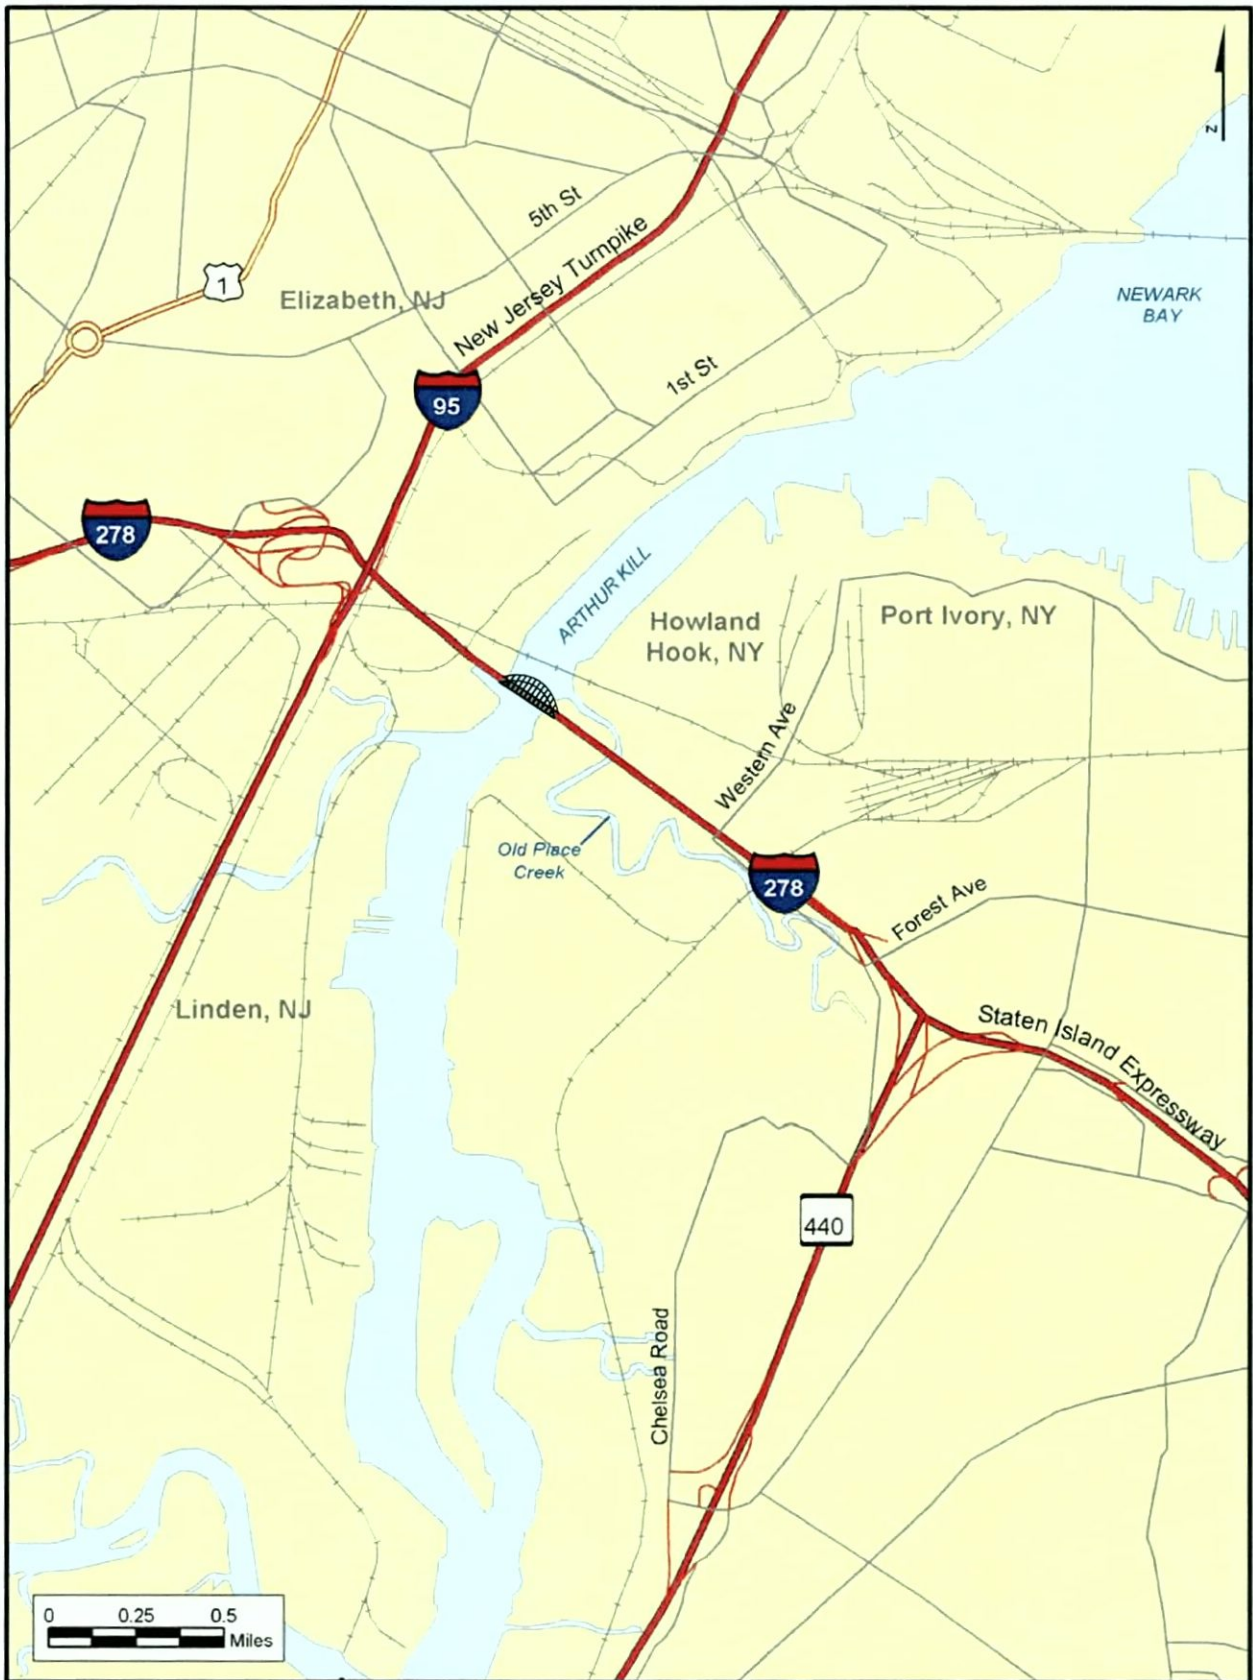 N
5th St
New Jersey Turnpike
1
Elizabeth, NJ
NEWARK
BAY
1st St
95
278
ARTHUR KILL
Howland
Hook, NY
Port Ivory, NY
Western Ave
Old Place
Creek
278
Forest Ave
Linden, NJ
Staten Island Expressway
440
Chelsea Road
0 0.25 0.5
Miles